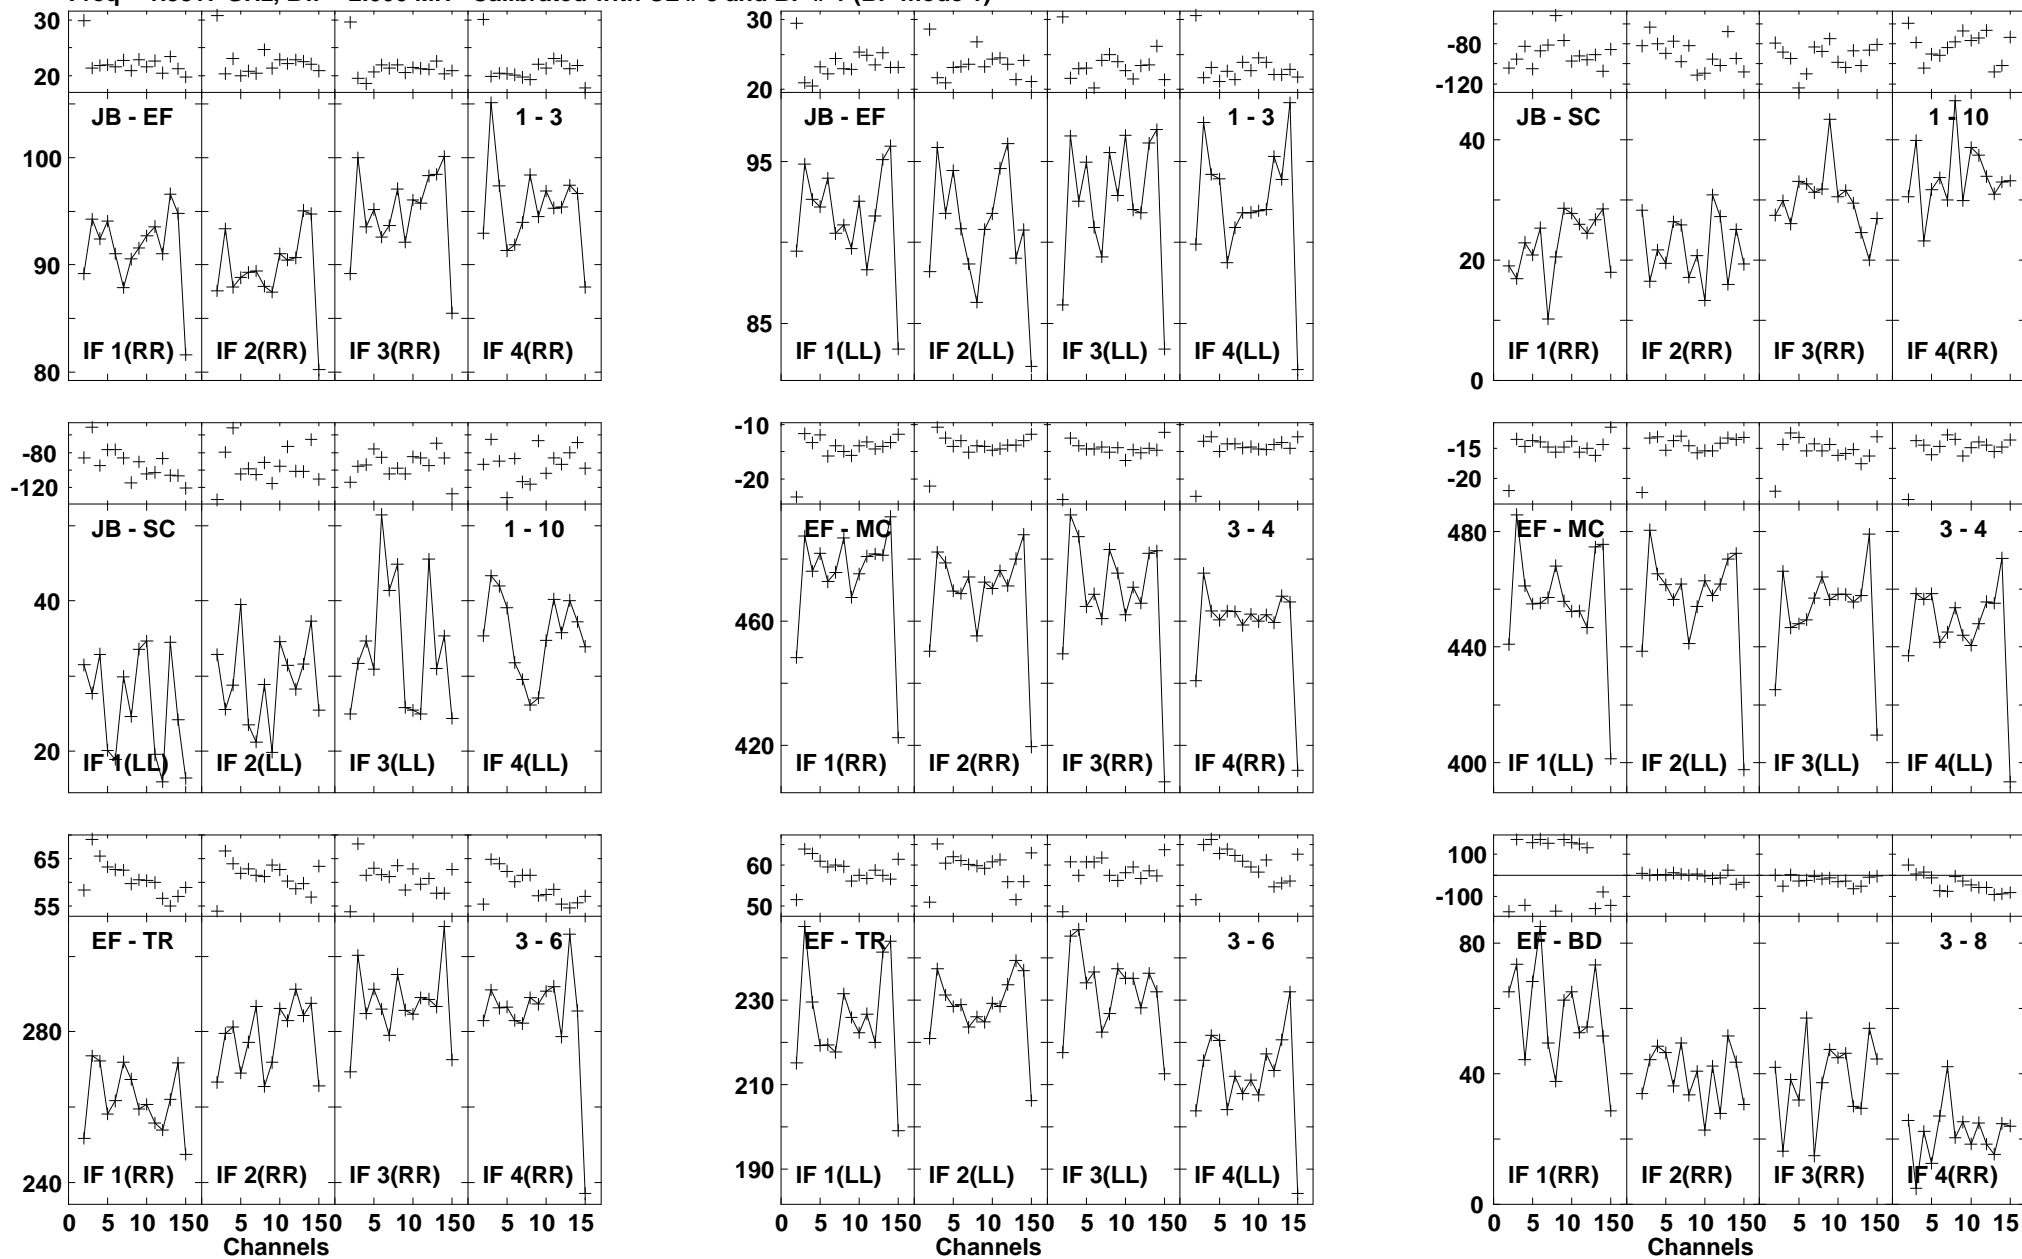 30
20
JB - EF
1 - 3
100
90
80
IF 1(RR)
IF 2(RR)
IF 3(RR)
IF 4(RR)
30
20
JB - EF
1 - 3
95
85
IF 1(LL)
IF 2(LL)
IF 3(LL)
IF 4(LL)
-80
-120
JB - SC
1 - 10
40
20
0
IF 1(RR)
IF 2(RR)
IF 3(RR)
IF 4(RR)
-80
-120
JB - SC
1 - 10
40
20
IF 1(LL)
IF 2(LL)
IF 3(LL)
IF 4(LL)
-10
-20
EF - MC
3 - 4
460
420
IF 1(RR)
IF 2(RR)
IF 3(RR)
IF 4(RR)
-15
-20
EF - MC
3 - 4
480
440
400
IF 1(LL)
IF 2(LL)
IF 3(LL)
IF 4(LL)
65
55
EF - TR
3 - 6
280
240
IF 1(RR)
IF 2(RR)
IF 3(RR)
IF 4(RR)
0 5 10 150 5 10 150 5 10 150 5 10 15
Channels
60
50
EF - TR
3 - 6
230
210
190
IF 1(LL)
IF 2(LL)
IF 3(LL)
IF 4(LL)
0 5 10 150 5 10 150 5 10 150 5 10 15
Channels
100
-100
EF - BD
3 - 8
80
40
0
IF 1(RR)
IF 2(RR)
IF 3(RR)
IF 4(RR)
0 5 10 150 5 10 150 5 10 150 5 10 15
Channels